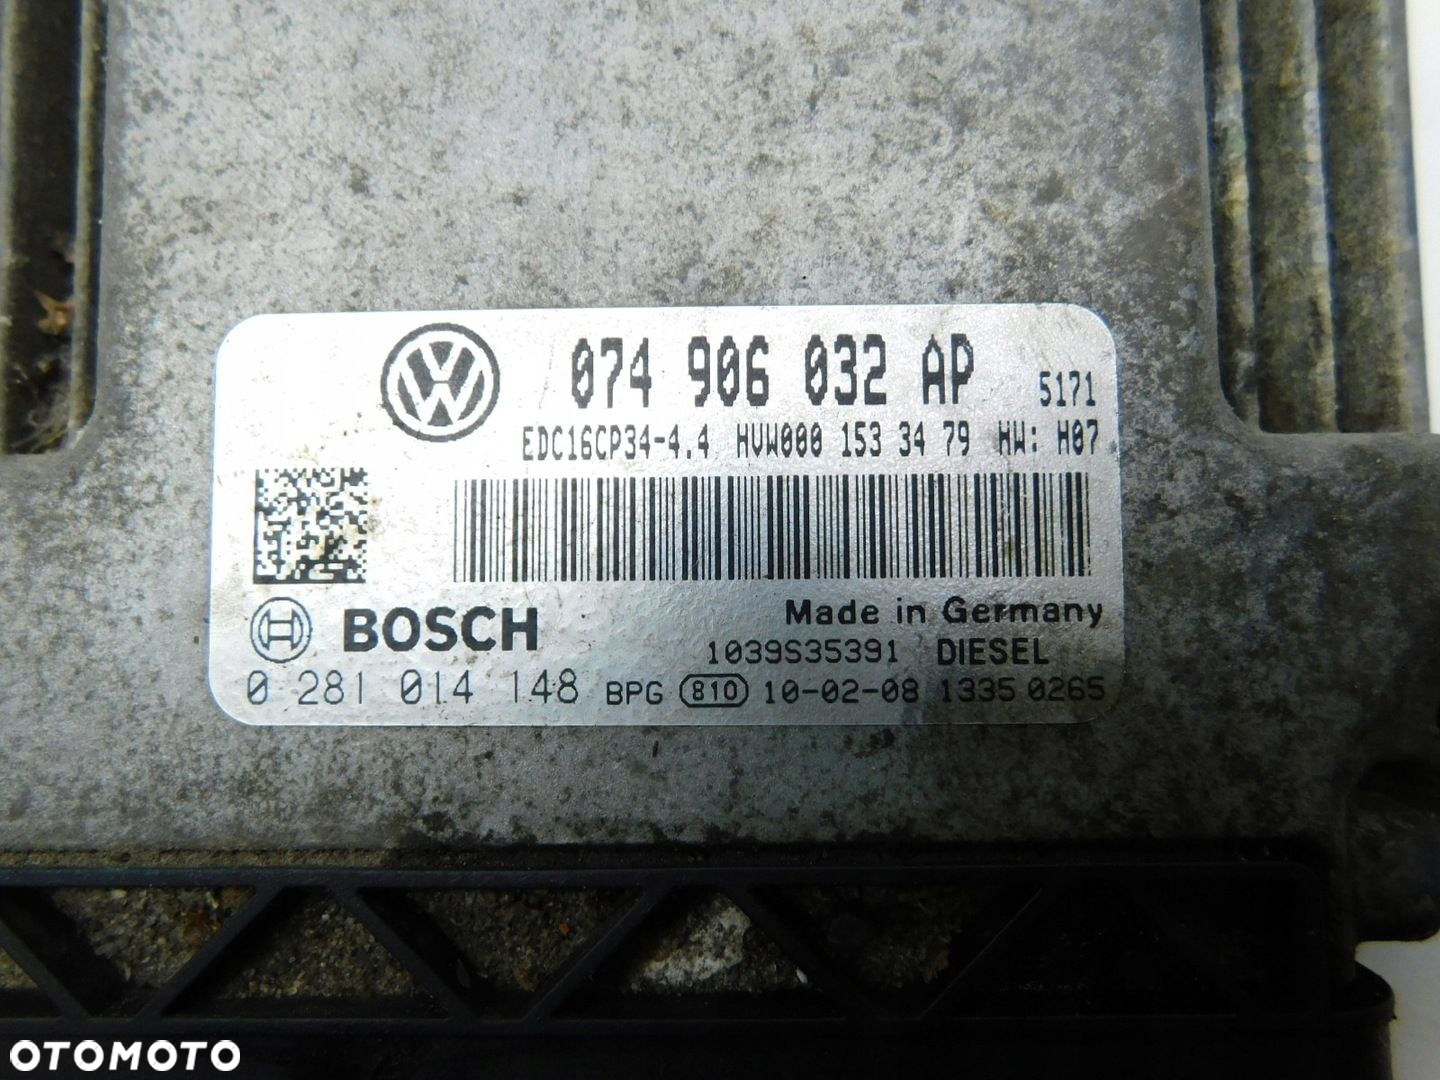 074 906 032 AP 5171
EDC16CP34-4.4 HVW000 153 34 79 HW: H07
BOSCH
Made in Germany
1039S35391 DIESEL
0 281 014 148 BPG 810 10-02-08 1335 0265
OTOMOTO